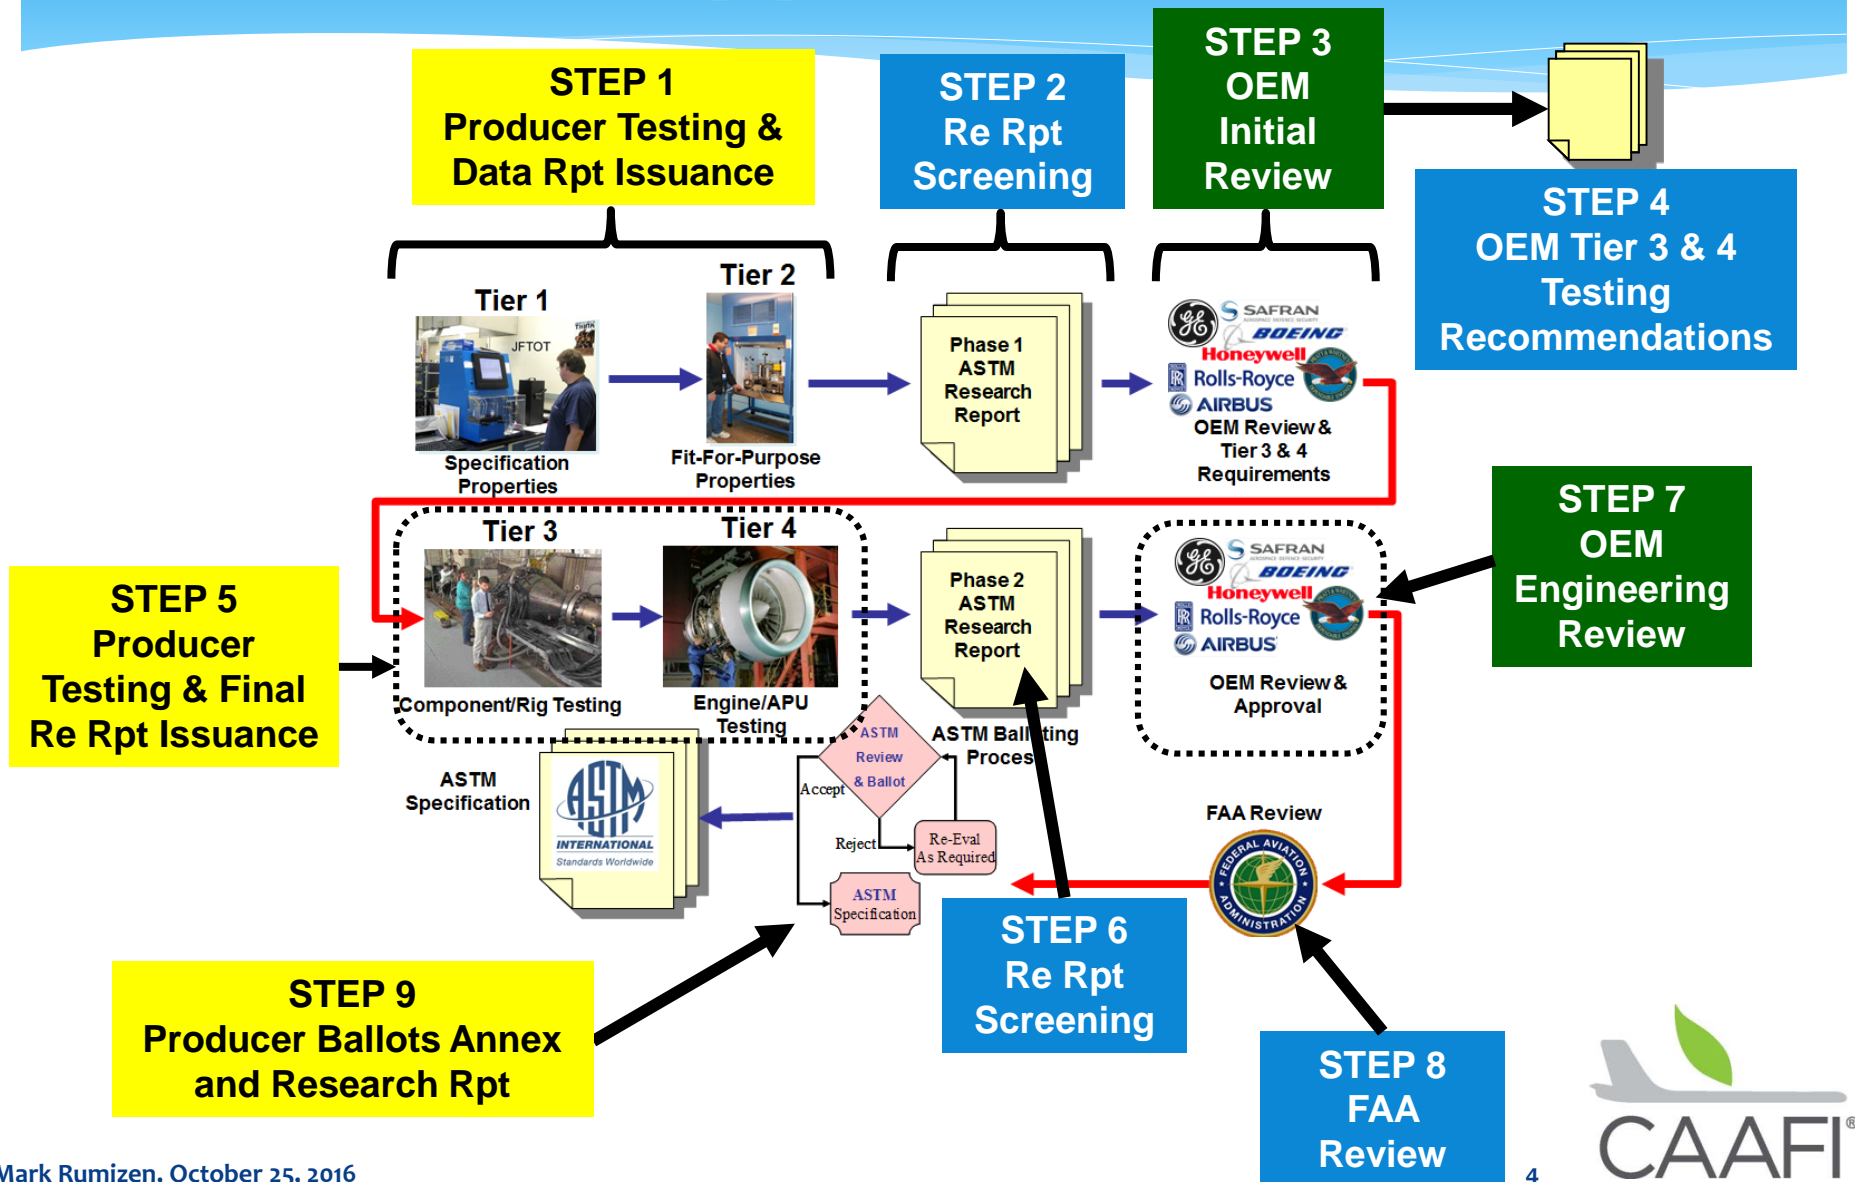 STEP 1
Producer Testing &
Data Rpt Issuance
STEP 2
Re Rpt
Screening
STEP 3
OEM
Initial
Review
STEP 4
OEM Tier 3 & 4
Testing
Recommendations
Tier 1
JFTOT
Specification
Properties
Tier 2
Fit-For-Purpose
Properties
Phase 1
ASTM
Research
Report
GE
SAFRAN
BOEING
Honeywell
Rolls-Royce
AIRBUS
OEM Review &
Tier 3 & 4
Requirements
STEP 5
Producer
Testing & Final
Re Rpt Issuance
Tier 3
Component/Rig Testing
Tier 4
Engine/APU
Testing
Phase 2
ASTM
Research
Report
ASTM Balloting
Proces
GE
SAFRAN
BOEING
Honeywell
Rolls-Royce
AIRBUS
OEM Review &
Approval
STEP 7
OEM
Engineering
Review
ASTM
Specification
ASTM
INTERNATIONAL
Standards Worldwide
ASTM
Review
& Ballot
Accept
Reject
Re-Eval
As Required
ASTM
Specification
FAA Review
FEDERAL AVIATION
ADMINISTRATION
STEP 6
Re Rpt
Screening
STEP 8
FAA
Review
STEP 9
Producer Ballots Annex
and Research Rpt
CAAFI®
Mark Rumizen, October 25, 2016
4